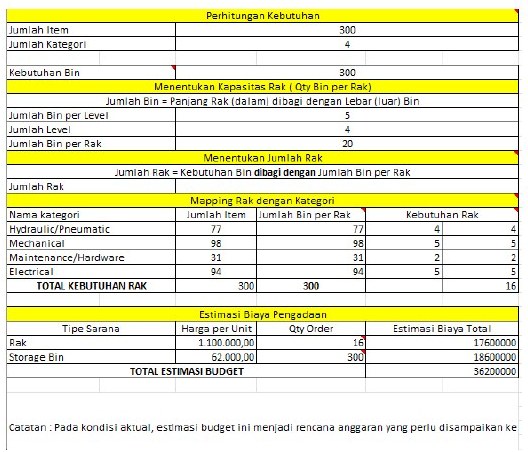 Perhitungan Kebutuhan
Jumlah Item 300
Jumlah Kategori 4
Kebutuhan Bin 300
Menentukan Kapasitas Rak ( Qty Bin per Rak)
Jumlah Bin = Panjang Rak (dalam) dibagi dengan Lebar (luar) Bin
Jumlah Bin per Level 5
Jumlah Level 4
Jumlah Bin per Rak 20
Menentukan Jumlah Rak
Jumlah Rak = Kebutuhan Bin dibagi dengan Jumlah Bin per Rak
Jumlah Rak
Mapping Rak dengan Kategori
Nama kategori Jumlah Item Jumlah Bin per Rak Kebutuhan Rak
Hydraulic/Pneumatic 77 77 4 4
Mechanical 98 98 5 5
Maintenance/Hardware 31 31 2 2
Electrical 94 94 5 5
TOTAL KEBUTUHAN RAK 300 300 16
Estimasi Biaya Pengadaan
Tipe Sarana Harga per Unit Qty Order Estimasi Biaya Total
Rak 1.100.000,00 16 17600000
Storage Bin 62.000,00 300 18600000
TOTAL ESTIMASI BUDGET 36200000
Catatan : Pada kondisi aktual, estimasi budget ini menjadi rencana anggaran yang perlu disampaikan ke